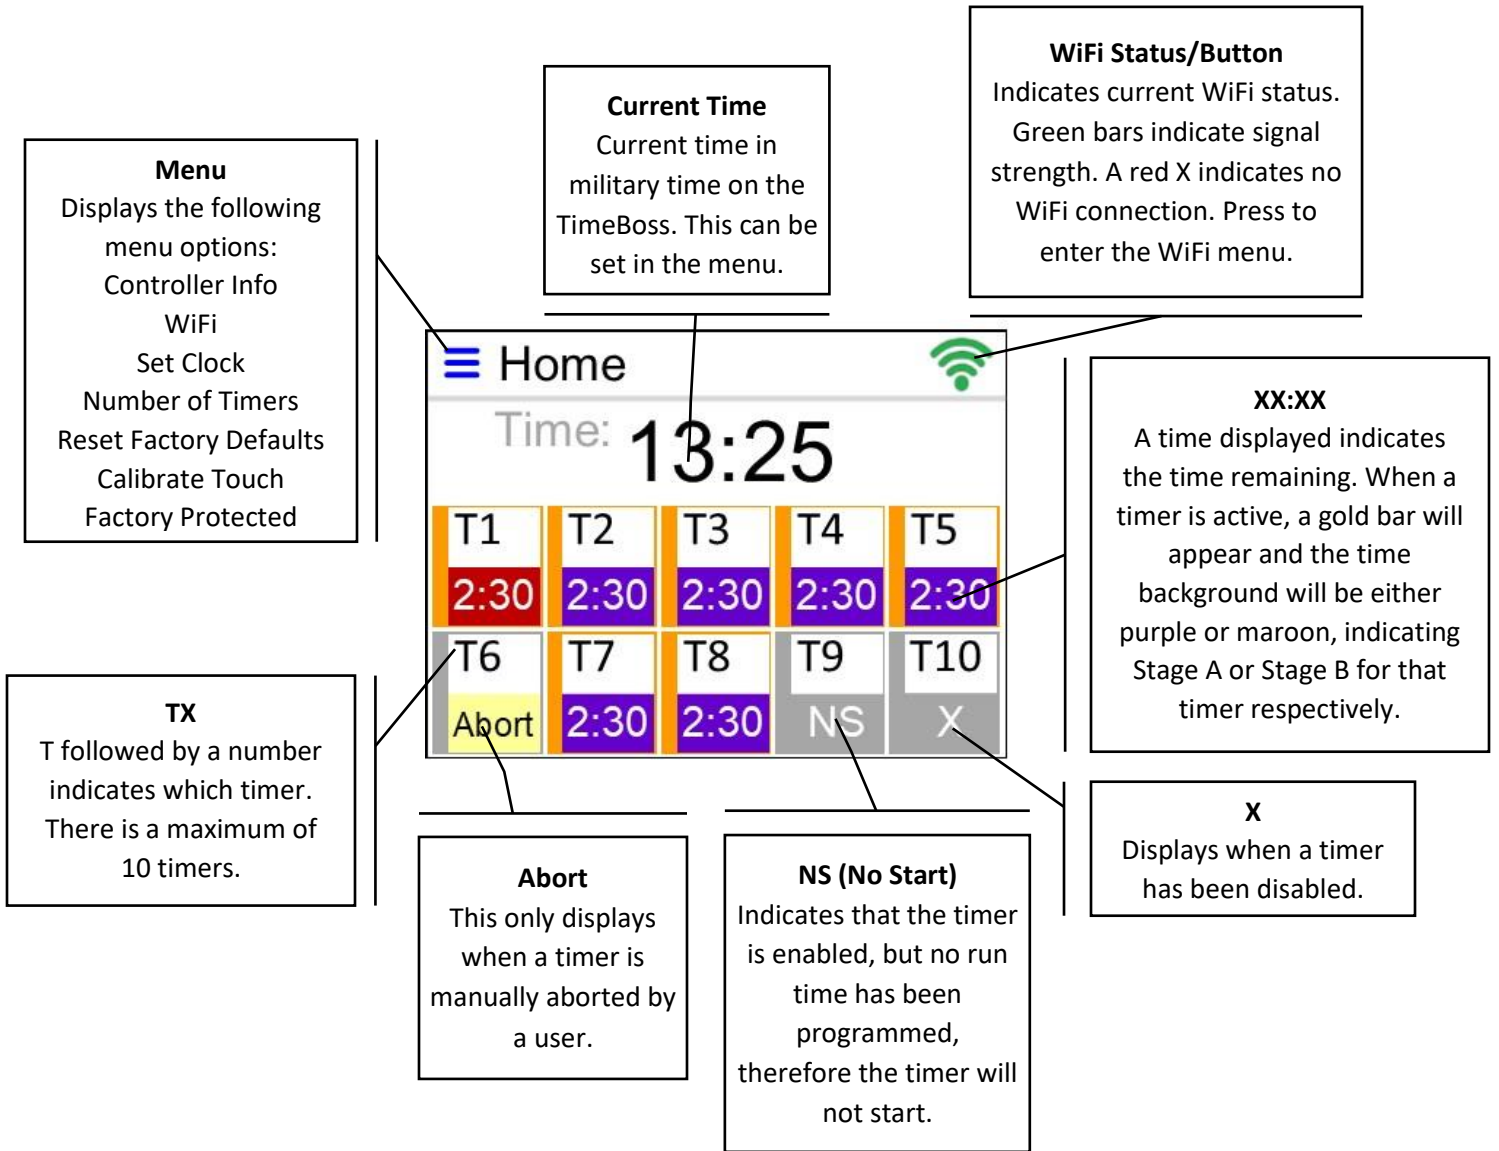 WiFi Status/Button
Indicates current WiFi status.
Green bars indicate signal
strength. A red X indicates no
WiFi connection. Press to
enter the WiFi menu.
Current Time
Current time in
military time on the
TimeBoss. This can be
set in the menu.
Menu
Displays the following
menu options:
Controller Info
WiFi
Set Clock
Number of Timers
Reset Factory Defaults
Calibrate Touch
Factory Protected
Home
Time: 13:25
T1 T2 T3 T4 T5
2:30 2:30 2:30 2:30 2:30
T6 T7 T8 T9 T10
Abort 2:30 2:30 NS X
XX:XX
A time displayed indicates
the time remaining. When a
timer is active, a gold bar will
appear and the time
background will be either
purple or maroon, indicating
Stage A or Stage B for that
timer respectively.
TX
T followed by a number
indicates which timer.
There is a maximum of
10 timers.
Abort
This only displays
when a timer is
manually aborted by
a user.
NS (No Start)
Indicates that the timer
is enabled, but no run
time has been
programmed,
therefore the timer will
not start.
X
Displays when a timer
has been disabled.